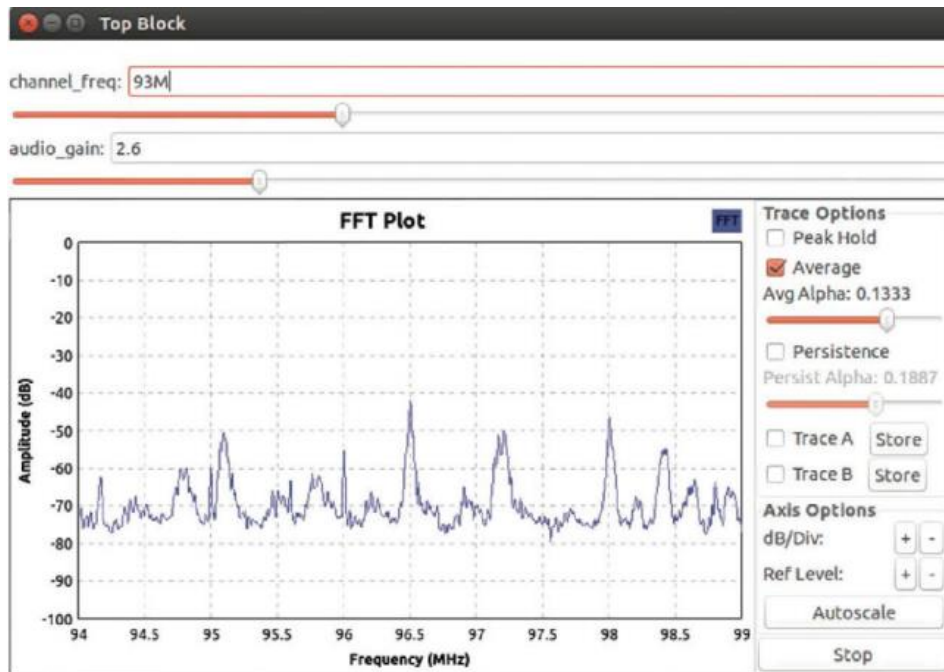 Top Block
channel_freq: 93M
audio_gain: 2.6
FFT Plot
FFT
0
-10
-20
-30
-40
-50
-60
-70
-80
-90
-100
Amplitude (dB)
94 94.5 95 95.5 96 96.5 97 97.5 98 98.5 99
Frequency (MHz)
Trace Options
Peak Hold
Average
Avg Alpha: 0.1333
Persistence
Persist Alpha: 0.1887
Trace A Store
Trace B Store
Axis Options
dB/Div: + -
Ref Level: + -
Autoscale
Stop